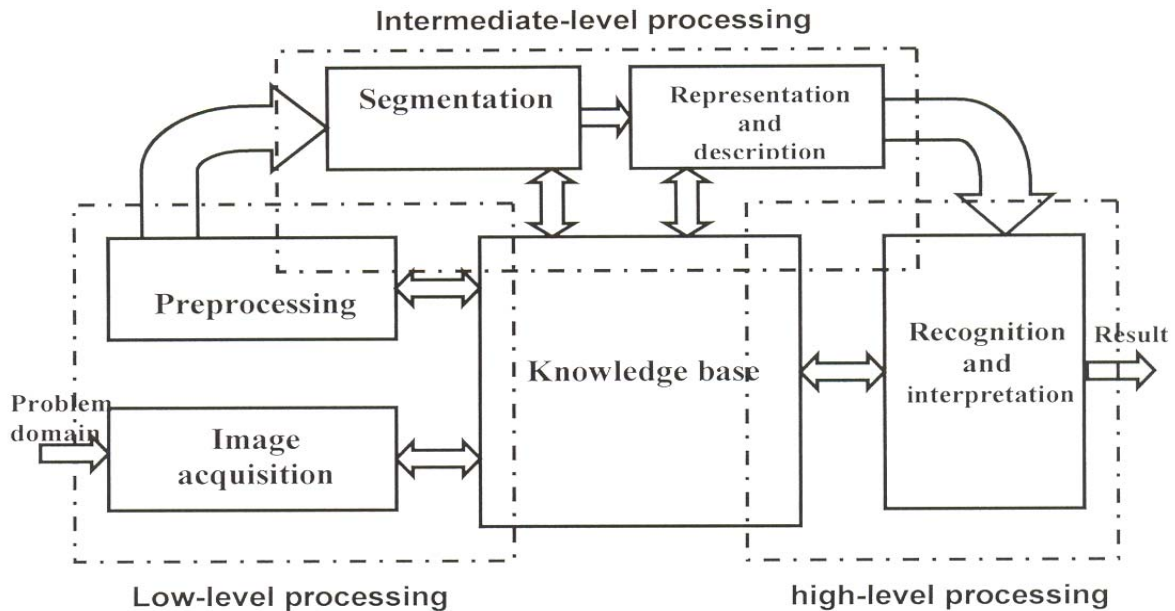 Intermediate-level processing
Segmentation
Representation
and
description
Preprocessing
Knowledge base
Recognition
and
interpretation
Result
Problem
domain
Image
acquisition
Low-level processing
high-level processing